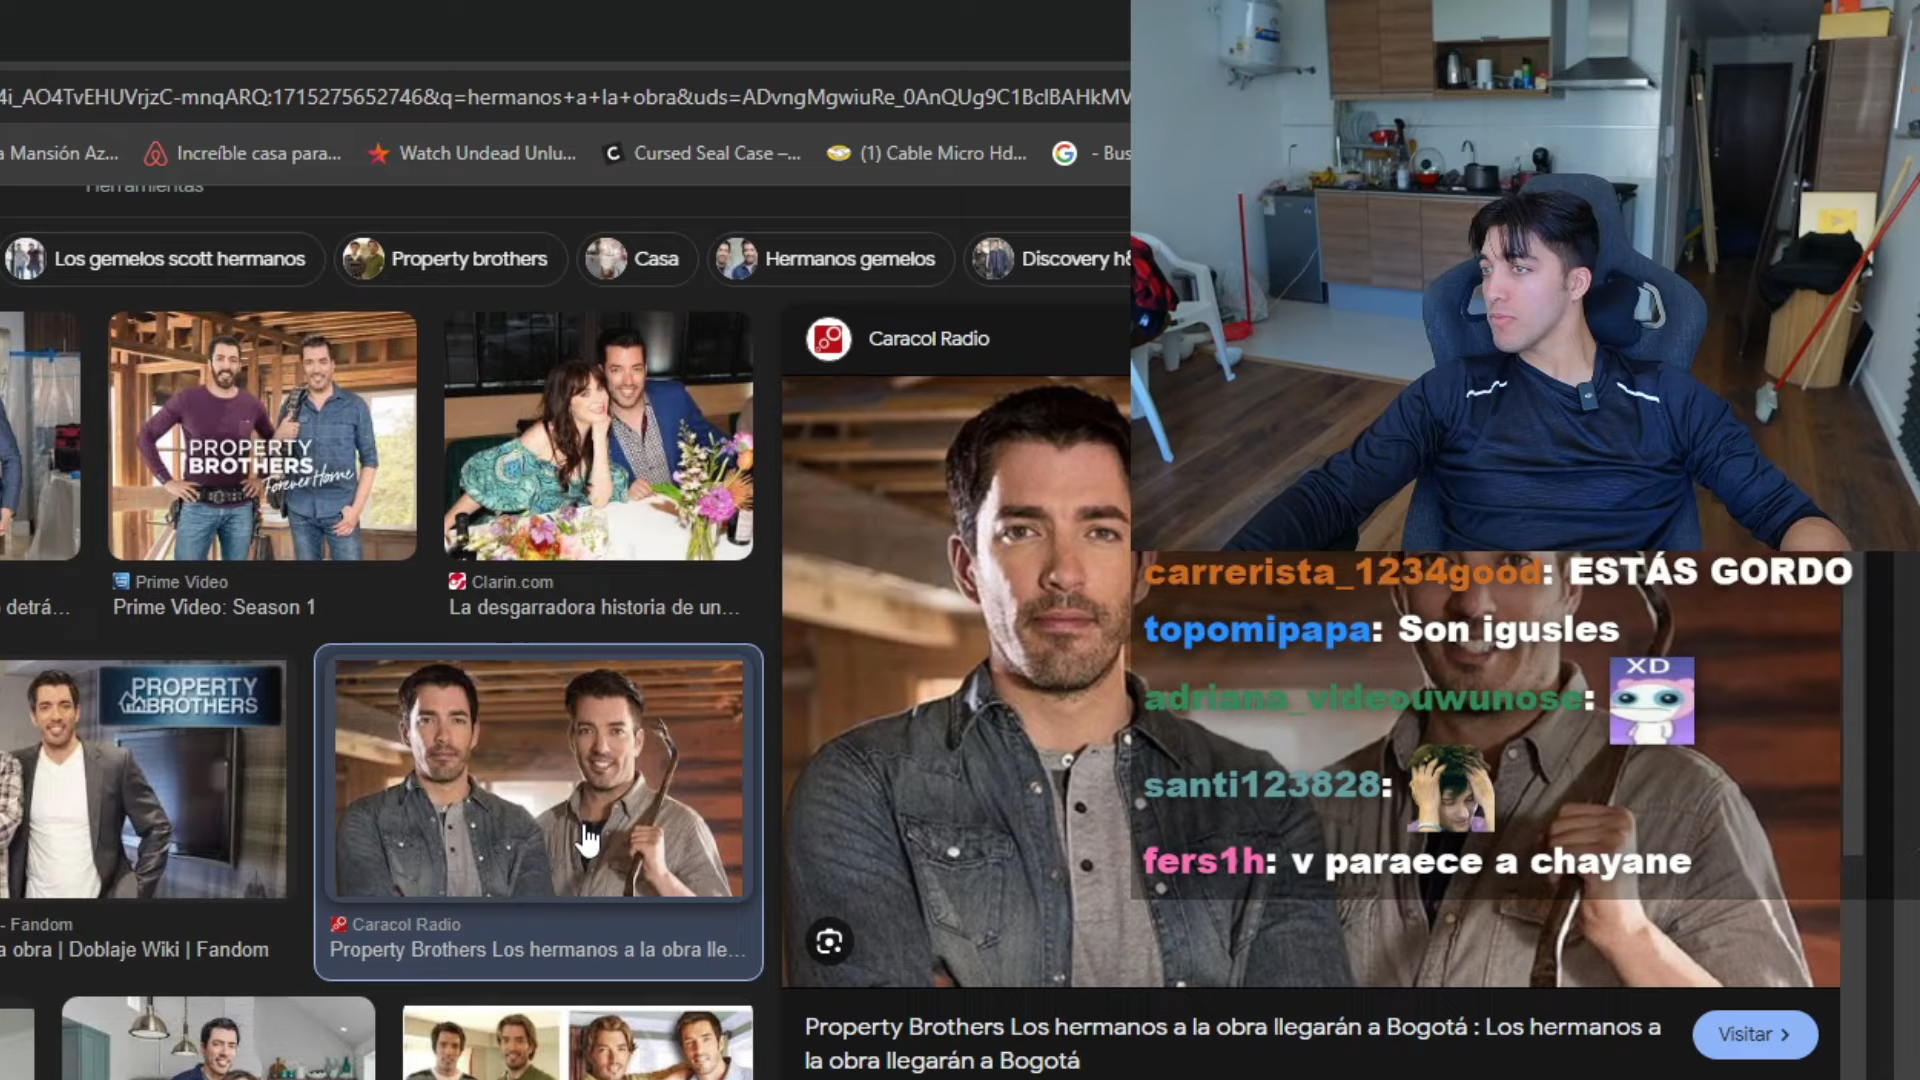 4i_AO4TvEHUVrjzC-mnqARQ:1715275652746&q=hermanos+a+la+obra&uds=ADvngMgwiuRe_0AnQUg9C1BclBAHkMV
a Mansión Az... Increíble casa para... Watch Undead Unlu... Cursed Seal Case –... (1) Cable Micro Hd... - Bus
Herramientas
Los gemelos scott hermanos Property brothers Casa Hermanos gemelos Discovery h&
Caracol Radio
PROPERTY
BROTHERS
Forever Home
Prime Video
Prime Video: Season 1
Clarin.com
La desgarradora historia de un...
detrá...
carrerista_1234good: ESTÁS GORDO
topomipapa: Son igusles
XD
adriana_videouwunose:
santi123828:
fers1h: v paraece a chayane
PROPERTY
BROTHERS
- Fandom
a obra | Doblaje Wiki | Fandom
Caracol Radio
Property Brothers Los hermanos a la obra lle...
Property Brothers Los hermanos a la obra llegarán a Bogotá : Los hermanos a
la obra llegarán a Bogotá
Visitar >